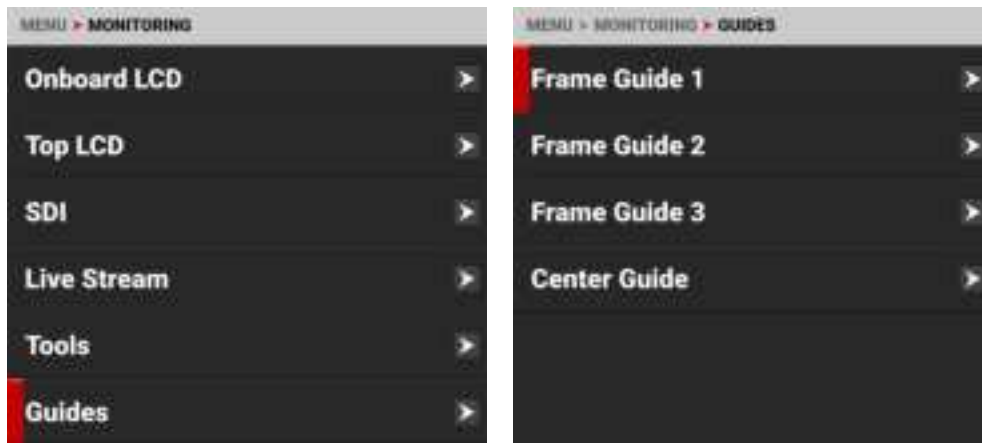 MENU ▸ MONITORING
Onboard LCD
Top LCD
SDI
Live Stream
Tools
Guides
MENU ▸ MONITORING ▸ GUIDES
Frame Guide 1
Frame Guide 2
Frame Guide 3
Center Guide